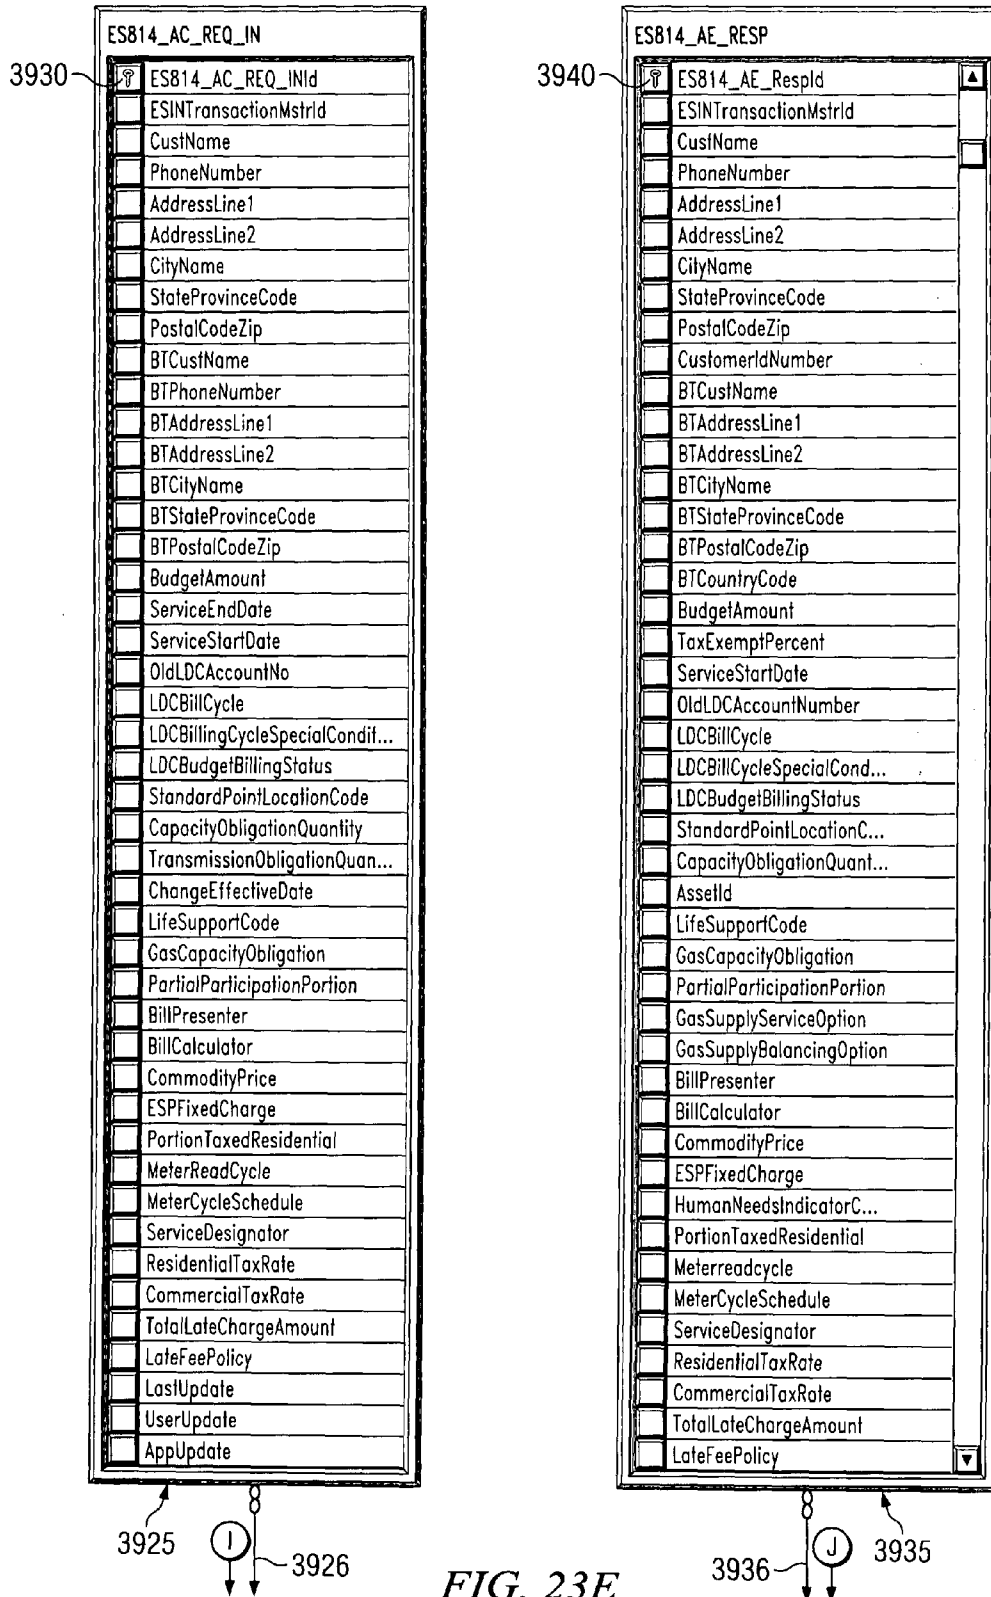 ES814_AC_REQ_IN
3930
ES814_AC_REQ_INId
ESINTransactionMstrId
CustName
PhoneNumber
AddressLine1
AddressLine2
CityName
StateProvinceCode
PostalCodeZip
BTCustName
BTPhoneNumber
BTAddressLine1
BTAddressLine2
BTCityName
BTStateProvinceCode
BTPostalCodeZip
BudgetAmount
ServiceEndDate
ServiceStartDate
OldLDCAccountNo
LDCBillCycle
LDCBillingCycleSpecialCondit...
LDCBudgetBillingStatus
StandardPointLocationCode
CapacityObligationQuantity
TransmissionObligationQuan...
ChangeEffectiveDate
LifeSupportCode
GasCapacityObligation
PartialParticipationPortion
BillPresenter
BillCalculator
CommodityPrice
ESPFixedCharge
PortionTaxedResidential
MeterReadCycle
MeterCycleSchedule
ServiceDesignator
ResidentialTaxRate
CommercialTaxRate
TotalLateChargeAmount
LateFeePolicy
LastUpdate
UserUpdate
AppUpdate
3925
I
3926
ES814_AE_RESP
3940
ES814_AE_RespId
ESINTransactionMstrId
CustName
PhoneNumber
AddressLine1
AddressLine2
CityName
StateProvinceCode
PostalCodeZip
CustomerIdNumber
BTCustName
BTAddressLine1
BTAddressLine2
BTCityName
BTStateProvinceCode
BTPostalCodeZip
BTCountryCode
BudgetAmount
TaxExemptPercent
ServiceStartDate
OldLDCAccountNumber
LDCBillCycle
LDCBillCycleSpecialCond...
LDCBudgetBillingStatus
StandardPointLocationC...
CapacityObligationQuant...
AssetId
LifeSupportCode
GasCapacityObligation
PartialParticipationPortion
GasSupplyServiceOption
GasSupplyBalancingOption
BillPresenter
BillCalculator
CommodityPrice
ESPFixedCharge
HumanNeedsIndicatorC...
PortionTaxedResidential
Meterreadcycle
MeterCycleSchedule
ServiceDesignator
ResidentialTaxRate
CommercialTaxRate
TotalLateChargeAmount
LateFeePolicy
3936
J
3935
FIG. 23E